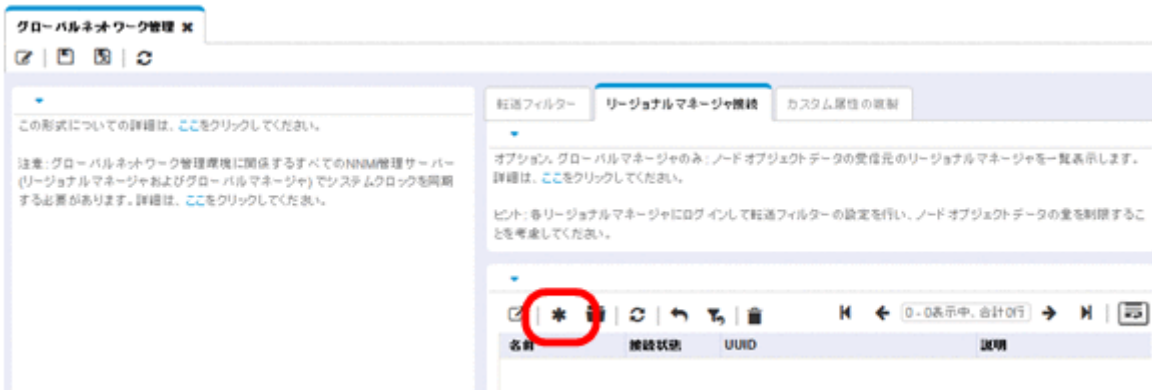 グローバルネットワーク管理 ×
この形式についての詳細は、ここをクリックしてください。
注意:グローバルネットワーク管理環境に関係するすべてのNNMi管理サーバー
(リージョナルマネージャおよびグローバルマネージャ)でシステムクロックを同期
する必要があります。詳細は、ここをクリックしてください。
転送フィルター
リージョナルマネージャ接続
カスタム属性の複製
オプション。グローバルマネージャのみ:ノードオブジェクトデータの受信元のリージョナルマネージャを一覧表示します。
詳細は、ここをクリックしてください。
ヒント:各リージョナルマネージャにログインして転送フィルターの設定を行い、ノードオブジェクトデータの量を制限するこ
とを考慮してください。
0 - 0表示中、合計0行
名前 接続状態 UUID 説明